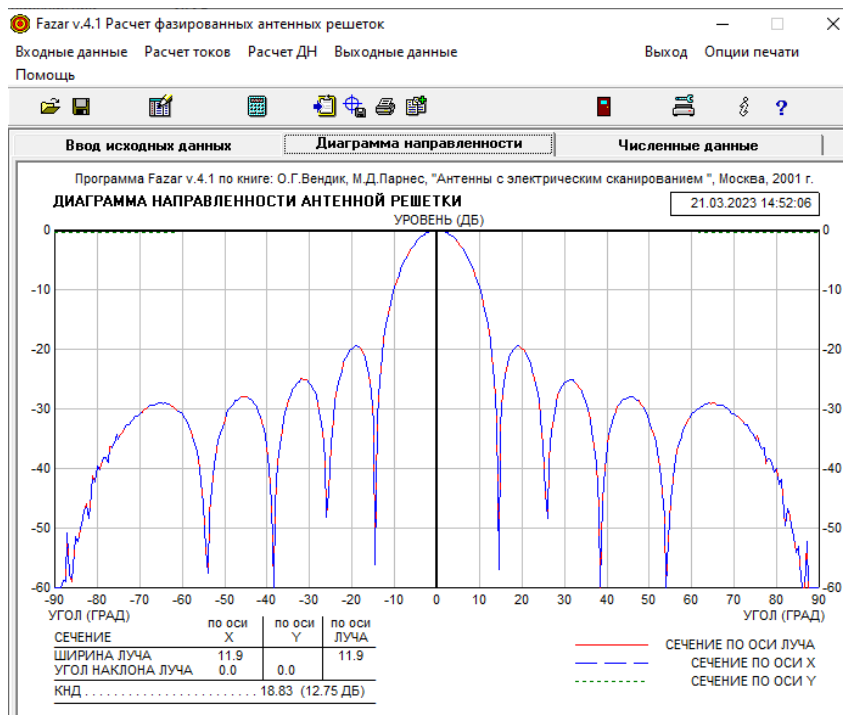 Fazar v.4.1 Расчет фазированных антенных решеток
Входные данные Расчет токов Расчет ДН Выходные данные Выход Опции печати
Помощь
Ввод исходных данных Диаграмма направленности Численные данные
Программа Fazar v.4.1 по книге: О.Г.Вендик, М.Д.Парнес, "Антенны с электрическим сканированием ", Москва, 2001 г.
ДИАГРАММА НАПРАВЛЕННОСТИ АНТЕННОЙ РЕШЕТКИ 21.03.2023 14:52:06
УРОВЕНЬ (ДБ)
0 0
-10 -10
-20 -20
-30 -30
-40 -40
-50 -50
-60 -60
-90 -80 -70 -60 -50 -40 -30 -20 -10 0 10 20 30 40 50 60 70 80 90
УГОЛ (ГРАД) УГОЛ (ГРАД)
по оси по оси по оси
СЕЧЕНИЕ X Y ЛУЧА
ШИРИНА ЛУЧА 11.9 11.9
УГОЛ НАКЛОНА ЛУЧА 0.0 0.0
КНД . . . . . . . . . . . . . . . . . . . . . . . . 18.83 (12.75 ДБ)
СЕЧЕНИЕ ПО ОСИ ЛУЧА
СЕЧЕНИЕ ПО ОСИ X
СЕЧЕНИЕ ПО ОСИ Y